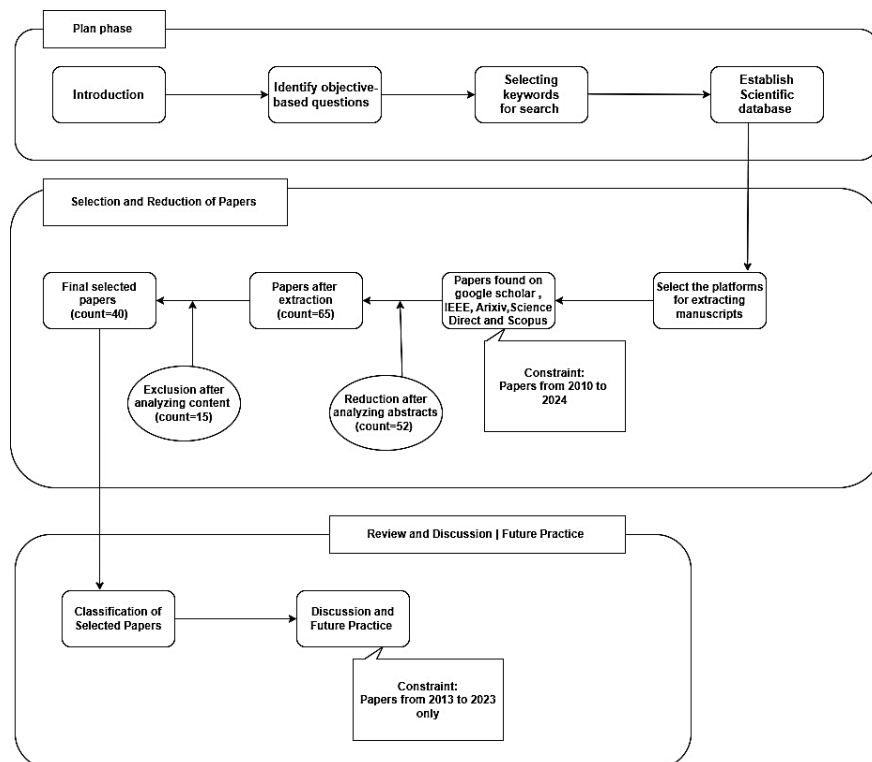 Plan phase
Introduction
Identify objective-
based questions
Selecting
keywords
for search
Establish
Scientific
database
Selection and Reduction of Papers
Final selected
papers
(count=40)
Papers after
extraction
(count=65)
Papers found on
google scholar ,
IEEE, Arixiv,Science
Direct and Scopus
Select the platforms
for extracting
manuscripts
Exclusion after
analyzing content
(count=15)
Reduction after
analyzing abstracts
(count=52)
Constraint:
Papers from 2010 to
2024
Review and Discussion | Future Practice
Classification of
Selected Papers
Discussion and
Future Practice
Constraint:
Papers from 2013 to 2023
only